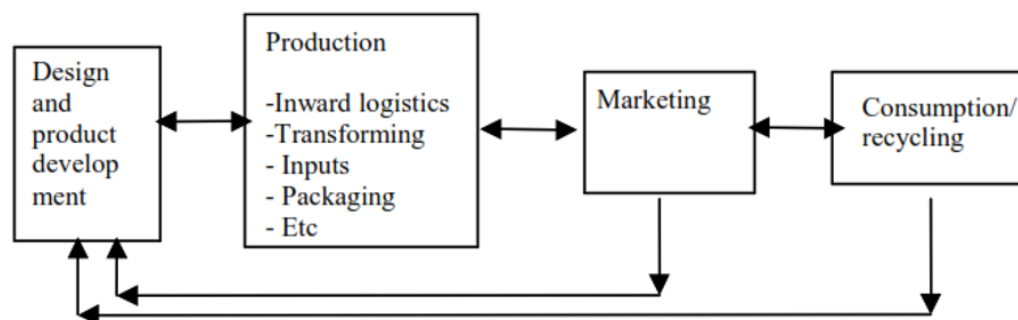 Design
and
product
develop
ment
Production
-Inward logistics
-Transforming
- Inputs
- Packaging
- Etc
Marketing
Consumption/
recycling